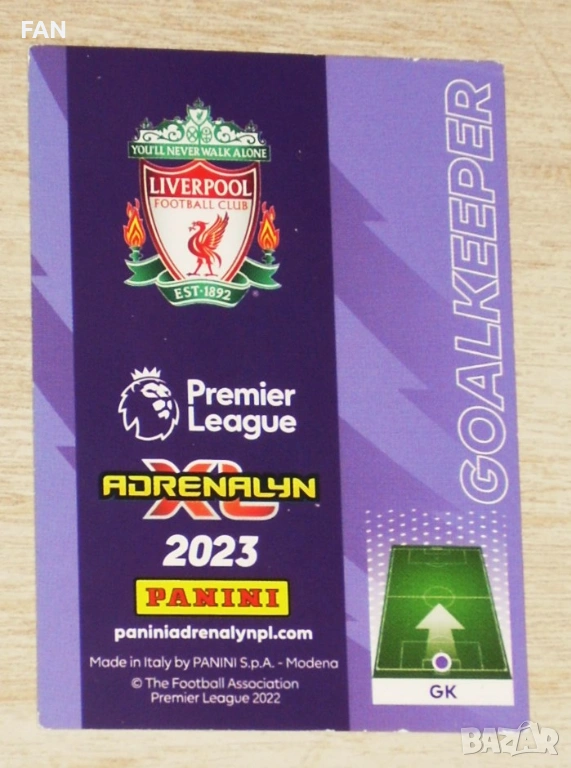 FAN
YOU'LL NEVER WALK ALONE
LIVERPOOL
FOOTBALL CLUB
EST·1892
®
Premier
League
ADRENALYN
XL
2023
PANINI
paniniadrenalynpl.com
Made in Italy by PANINI S.p.A. - Modena
© The Football Association
Premier League 2022
GOALKEEPER
GK
BAZAR